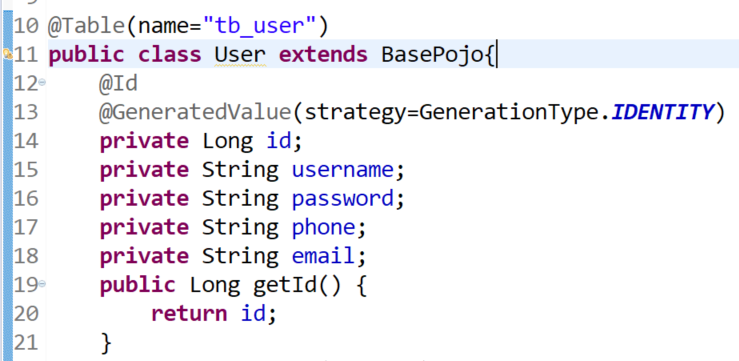 10 @Table(name="tb_user")
11 public class User extends BasePojo{
12 @Id
13 @GeneratedValue(strategy=GenerationType.IDENTITY)
14 private Long id;
15 private String username;
16 private String password;
17 private String phone;
18 private String email;
19 public Long getId() {
20 return id;
21 }